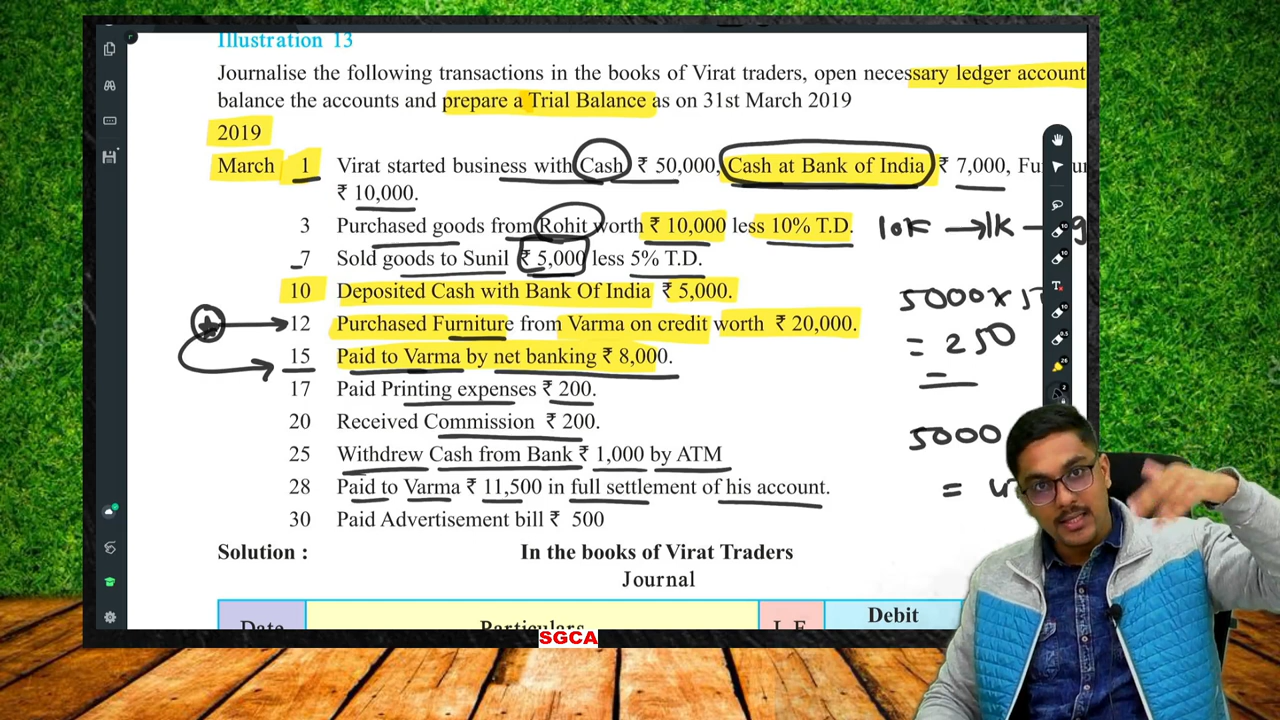 Illustration 13
Journalise the following transactions in the books of Virat traders, open necessary ledger account
balance the accounts and prepare a Trial Balance as on 31st March 2019
2019
March 1 Virat started business with Cash ₹ 50,000, Cash at Bank of India ₹ 7,000,
₹ 10,000.
3 Purchased goods from Rohit worth ₹ 10,000 less 10% T.D. 10K → 1K –
7 Sold goods to Sunil ₹ 5,000 less 5% T.D.
10 Deposited Cash with Bank Of India ₹ 5,000.
5000 x 5
12 Purchased Furniture from Varma on credit worth ₹ 20,000.
= 250
15 Paid to Varma by net banking ₹ 8,000.
17 Paid Printing expenses ₹ 200.
20 Received Commission ₹ 200.
5000
25 Withdrew Cash from Bank ₹ 1,000 by ATM
28 Paid to Varma ₹ 11,500 in full settlement of his account.
=
30 Paid Advertisement bill ₹ 500
Solution : In the books of Virat Traders
Journal
Date Particulars L.F. Debit
SGCA